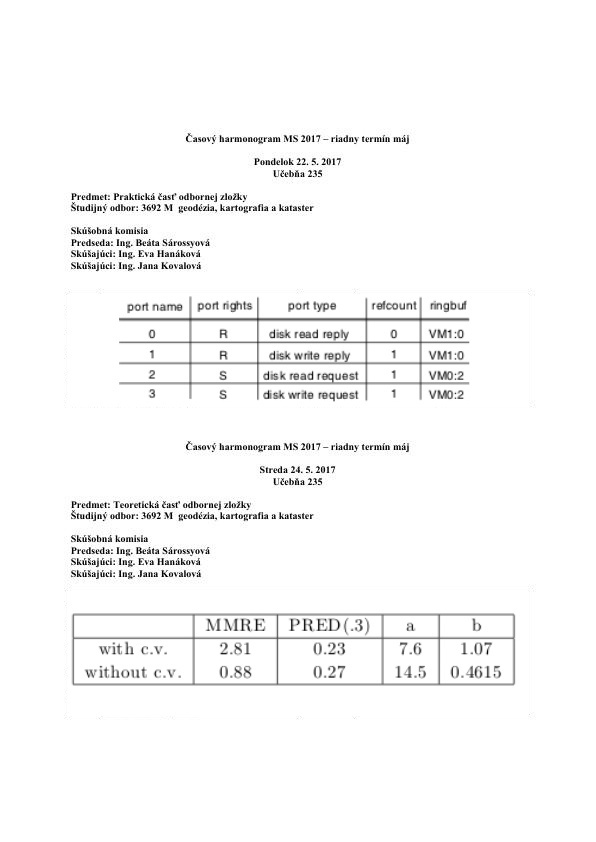 Časový harmonogram MS 2017 – riadny termín máj
Pondelok 22. 5. 2017
Učebňa 235
Predmet: Praktická časť odbornej zložky
Študijný odbor: 3692 M  geodézia, kartografia a kataster
Skúšobná komisia
Predseda: Ing. Beáta Sárossyová
Skúšajúci: Ing. Eva Hanáková
Skúšajúci: Ing. Jana Kovalová
port name port rights port type refcount ringbuf
0 R disk read reply 0 VM1:0
1 R disk write reply 1 VM1:0
2 S disk read request 1 VM0:2
3 S disk write request 1 VM0:2
Časový harmonogram MS 2017 – riadny termín máj
Streda 24. 5. 2017
Učebňa 235
Predmet: Teoretická časť odbornej zložky
Študijný odbor: 3692 M  geodézia, kartografia a kataster
Skúšobná komisia
Predseda: Ing. Beáta Sárossyová
Skúšajúci: Ing. Eva Hanáková
Skúšajúci: Ing. Jana Kovalová
MMRE PRED(.3) a b
with c.v. 2.81 0.23 7.6 1.07
without c.v. 0.88 0.27 14.5 0.4615